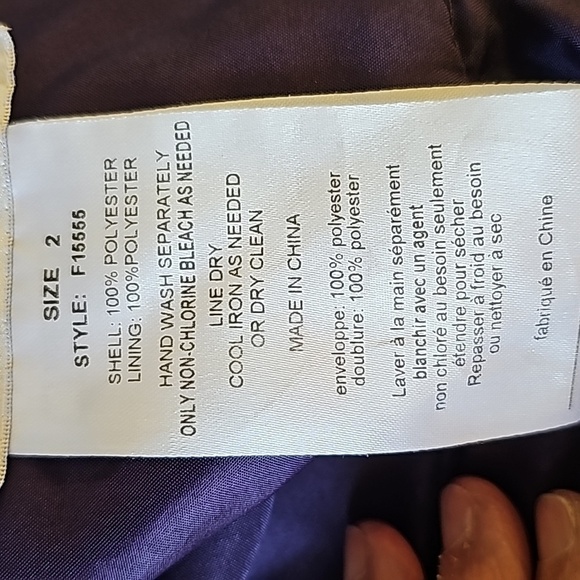 SIZE 2
STYLE: F15555
SHELL: 100% POLYESTER
LINING: 100%POLYESTER
HAND WASH SEPARATELY
ONLY NON-CHLORINE BLEACH AS NEEDED
LINE DRY
COOL IRON AS NEEDED
OR DRY CLEAN
MADE IN CHINA
enveloppe: 100% polyester
doublure: 100% polyester
Laver à la main séparément
blanchir avec un agent
non chloré au besoin seulement
étendre pour sécher
Repasser à froid au besoin
ou nettoyer à sec
fabriqué en Chine